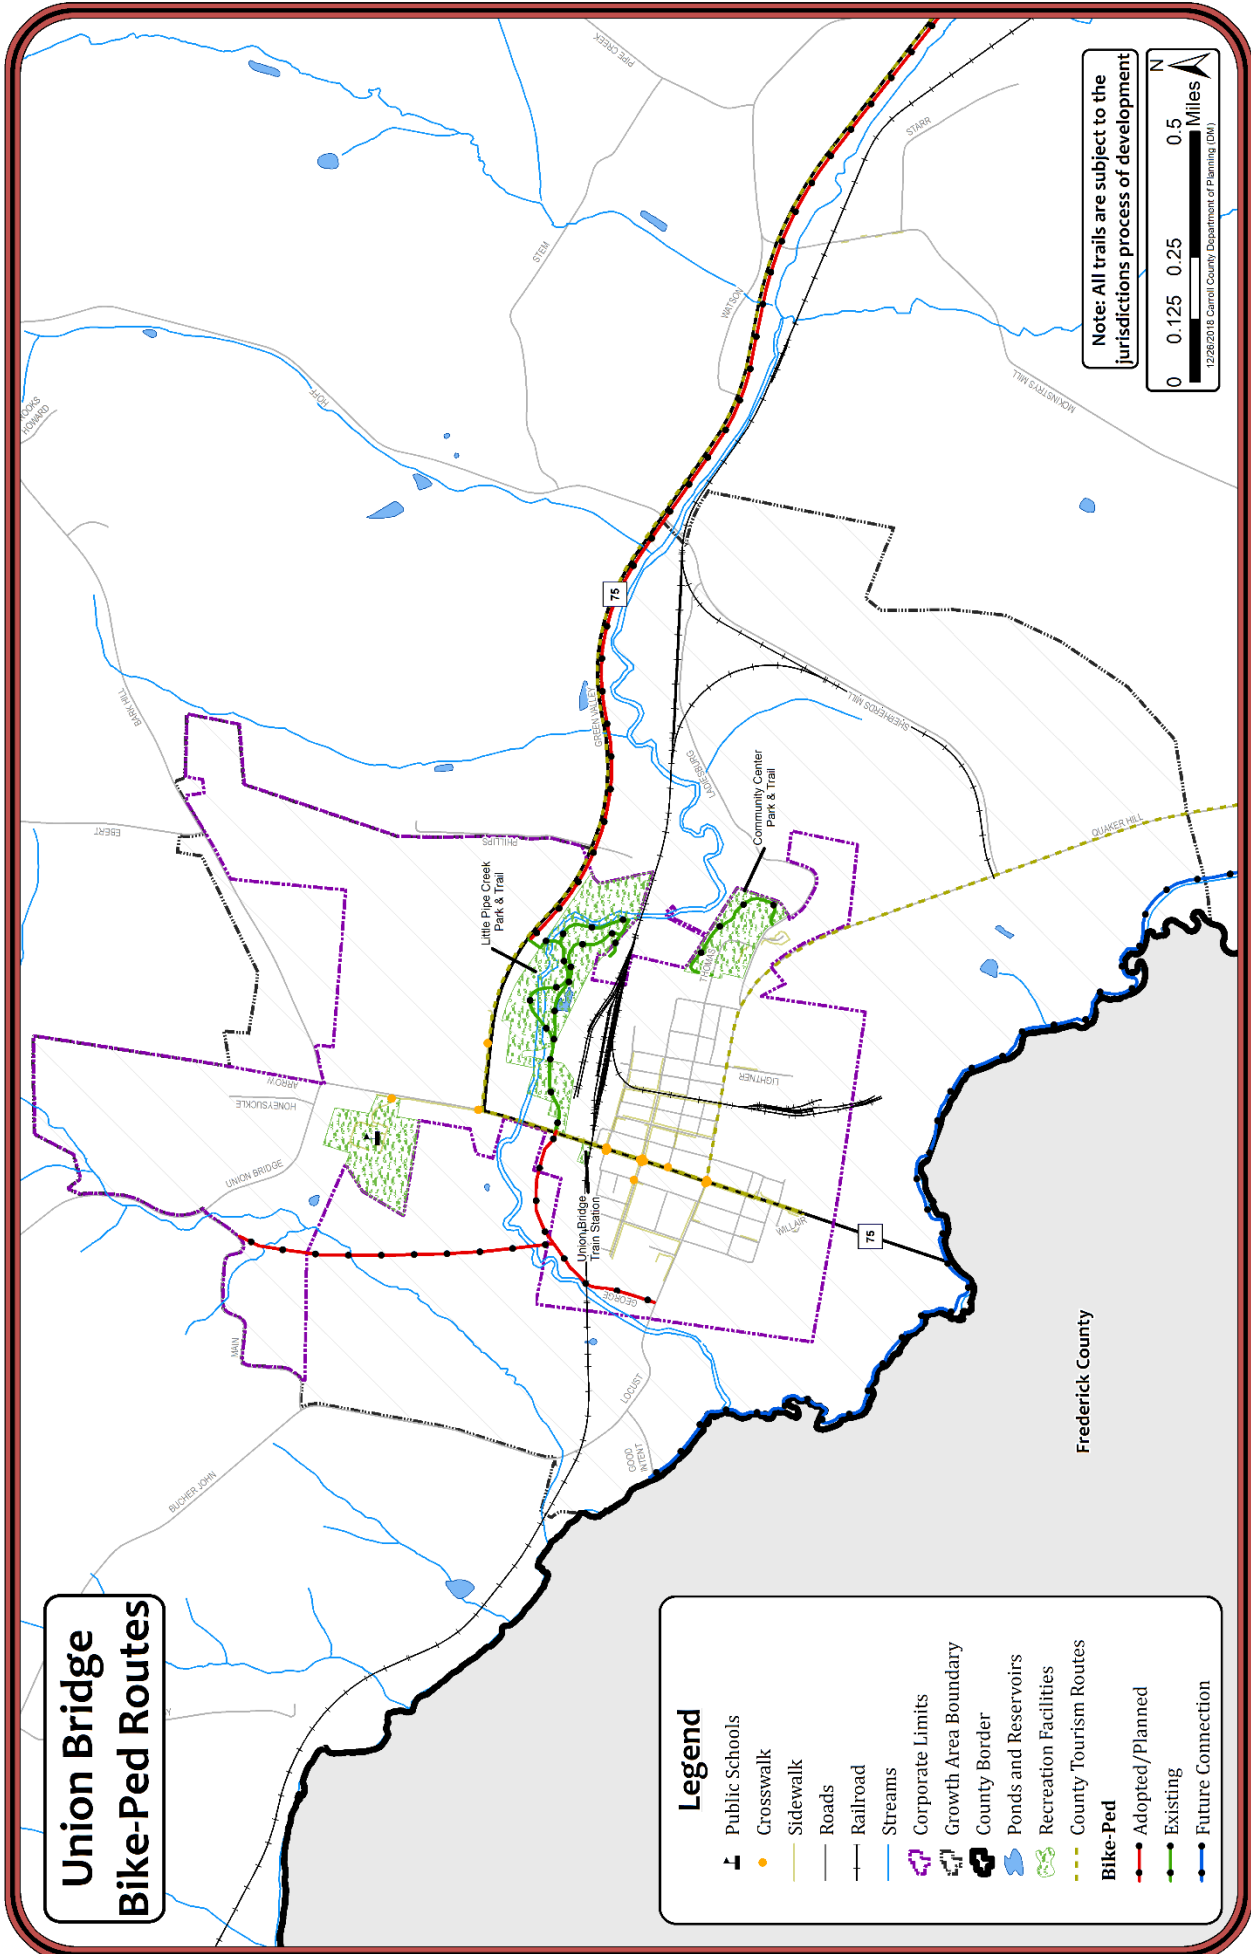 Union Bridge
Bike-Ped Routes
PIPE CREEK
STEM
HOFF
HOWARD
BARK HILL
EBERT
PHILLIPS
GREEN VALLEY
75
WATSON
STARR
MCKINSTRYS MILL
SHEPHERDS MILL
LADIESBURG
QUAKER HILL
Little Pipe Creek
Park & Trail
Community Center
Park & Trail
THOMAS
LIGHTNER
ARROW
HONEYSUCKLE
UNION BRIDGE
MAIN
BUCHER JOHN
Union Bridge
Train Station
GEORGE
WILLAIR
75
LOCUST
GOOD
INTENT
Frederick County
Note: All trails are subject to the
jurisdictions process of development
N
0 0.125 0.25 0.5
Miles
12/26/2018 Carroll County Department of Planning (DM)
Legend
Public Schools
Crosswalk
Sidewalk
Roads
Railroad
Streams
Corporate Limits
Growth Area Boundary
County Border
Ponds and Reservoirs
Recreation Facilities
County Tourism Routes
Bike-Ped
Adopted/Planned
Existing
Future Connection